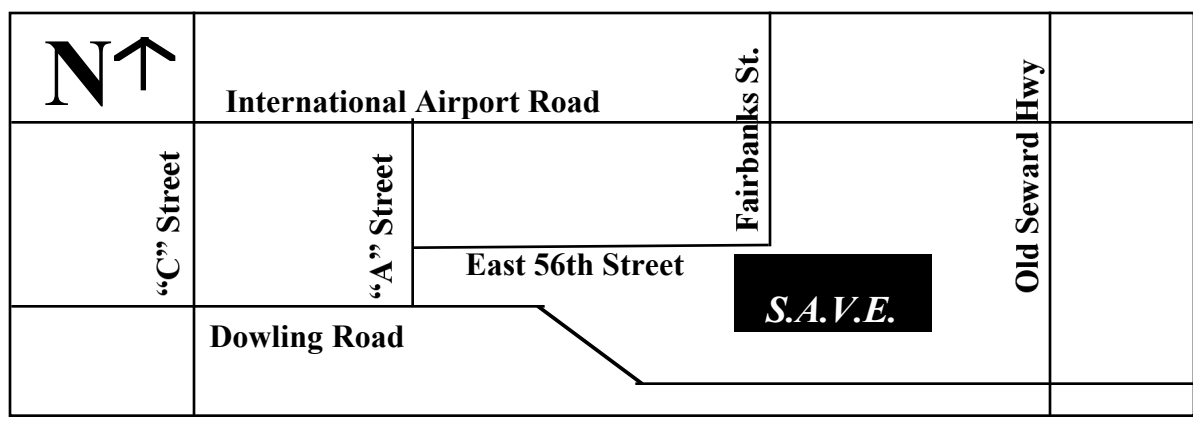 N
International Airport Road
Fairbanks St.
Old Seward Hwy
“C” Street
“A” Street
East 56th Street
S.A.V.E.
Dowling Road